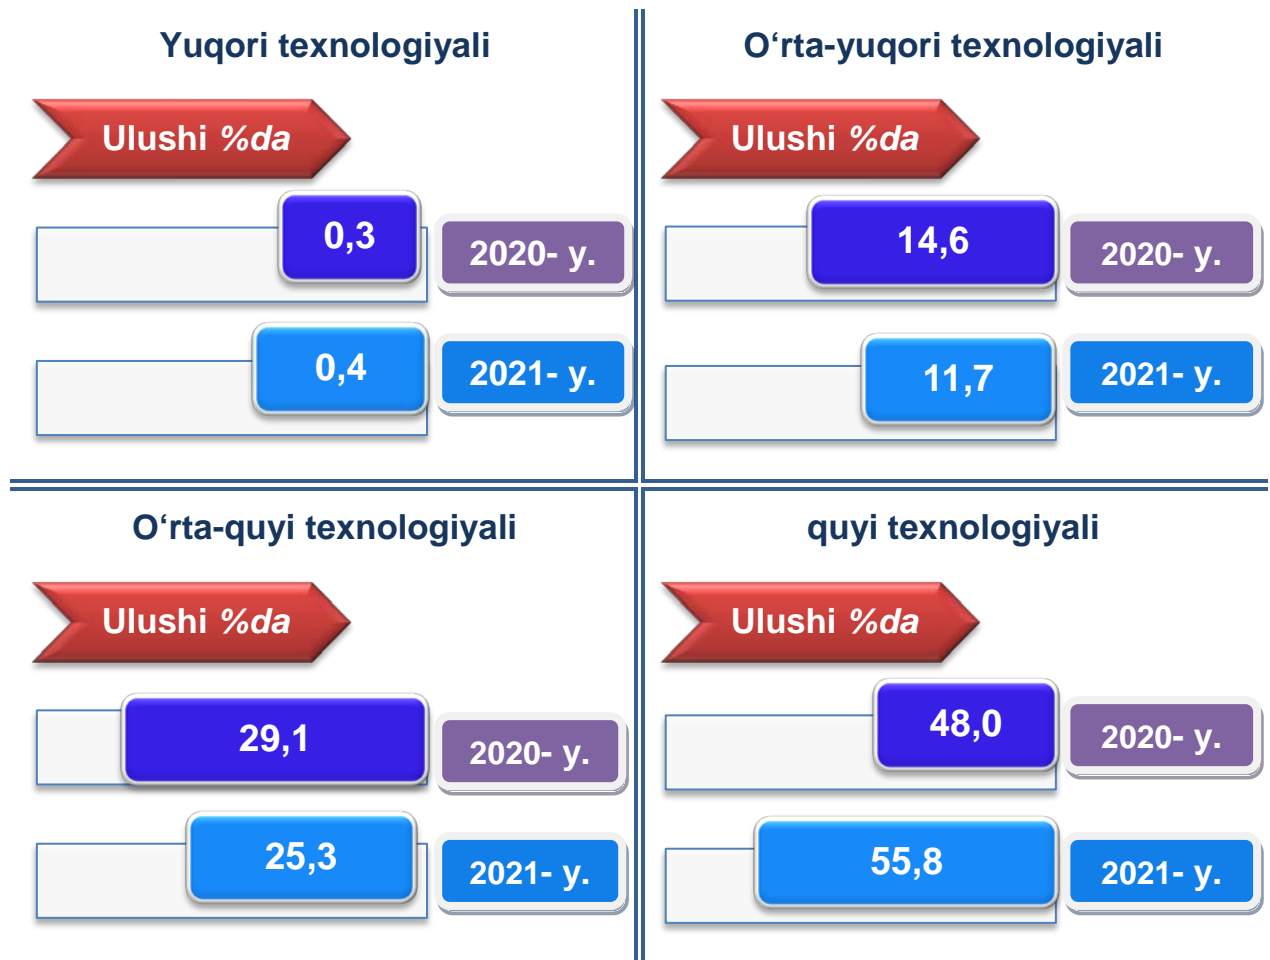 Yuqori texnologiyali
Ulushi %da
0,3
2020- y.
0,4
2021- y.
O‘rta-yuqori texnologiyali
Ulushi %da
14,6
2020- y.
11,7
2021- y.
O‘rta-quyi texnologiyali
Ulushi %da
29,1
2020- y.
25,3
2021- y.
quyi texnologiyali
Ulushi %da
48,0
2020- y.
55,8
2021- y.